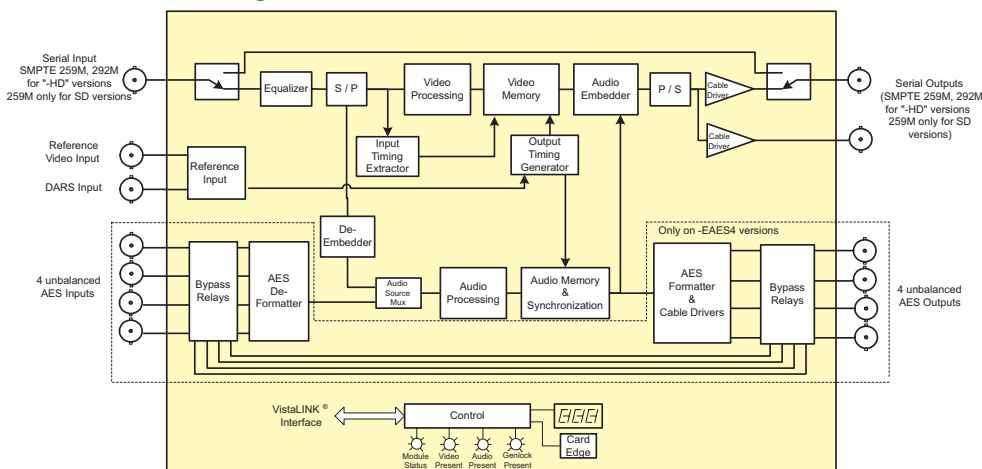 Serial Input
SMPTE 259M, 292M
for "-HD" versions
259M only for SD versions
Equalizer
S / P
Video
Processing
Video
Memory
Audio
Embedder
P / S
Cable
Driver
Cable
Driver
Serial Outputs
(SMPTE 259M, 292M
for "-HD" versions
259M only for SD
versions)
Reference
Video Input
DARS Input
Reference
Input
Input
Timing
Extractor
Output
Timing
Generator
De-
Embedder
Only on -EAES4 versions
4 unbalanced
AES Inputs
Bypass
Relays
AES
De-
Formatter
Audio
Source
Mux
Audio
Processing
Audio Memory
&
Synchronization
AES
Formatter
&
Cable Drivers
Bypass
Relays
4 unbalanced
AES Outputs
VistaLINK ®
Interface
Control
Card
Edge
Module
Status
Video
Present
Audio
Present
Genlock
Present